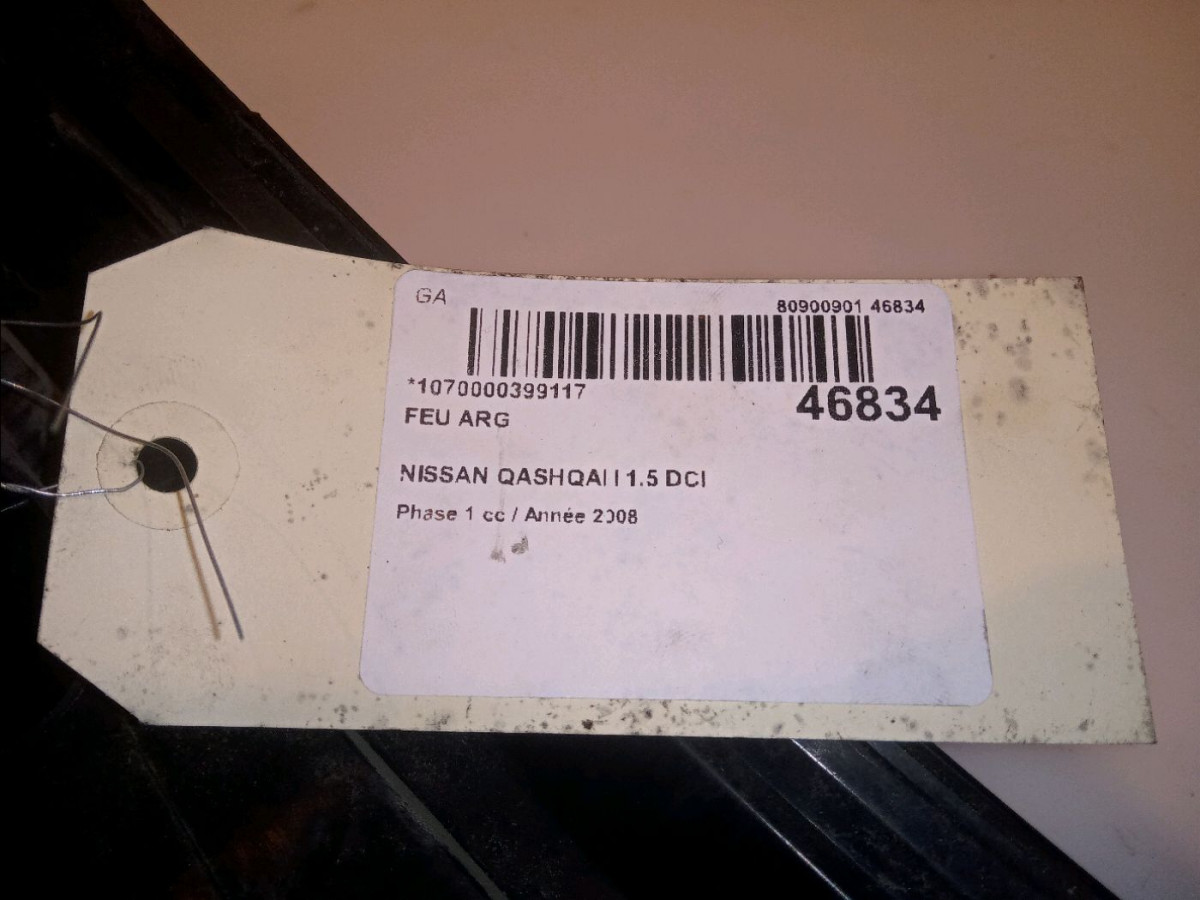 GA
80900901 46834
*1070000399117
46834
FEU ARG
NISSAN QASHQAI I 1.5 DCI
Phase 1 cc / Année 2008